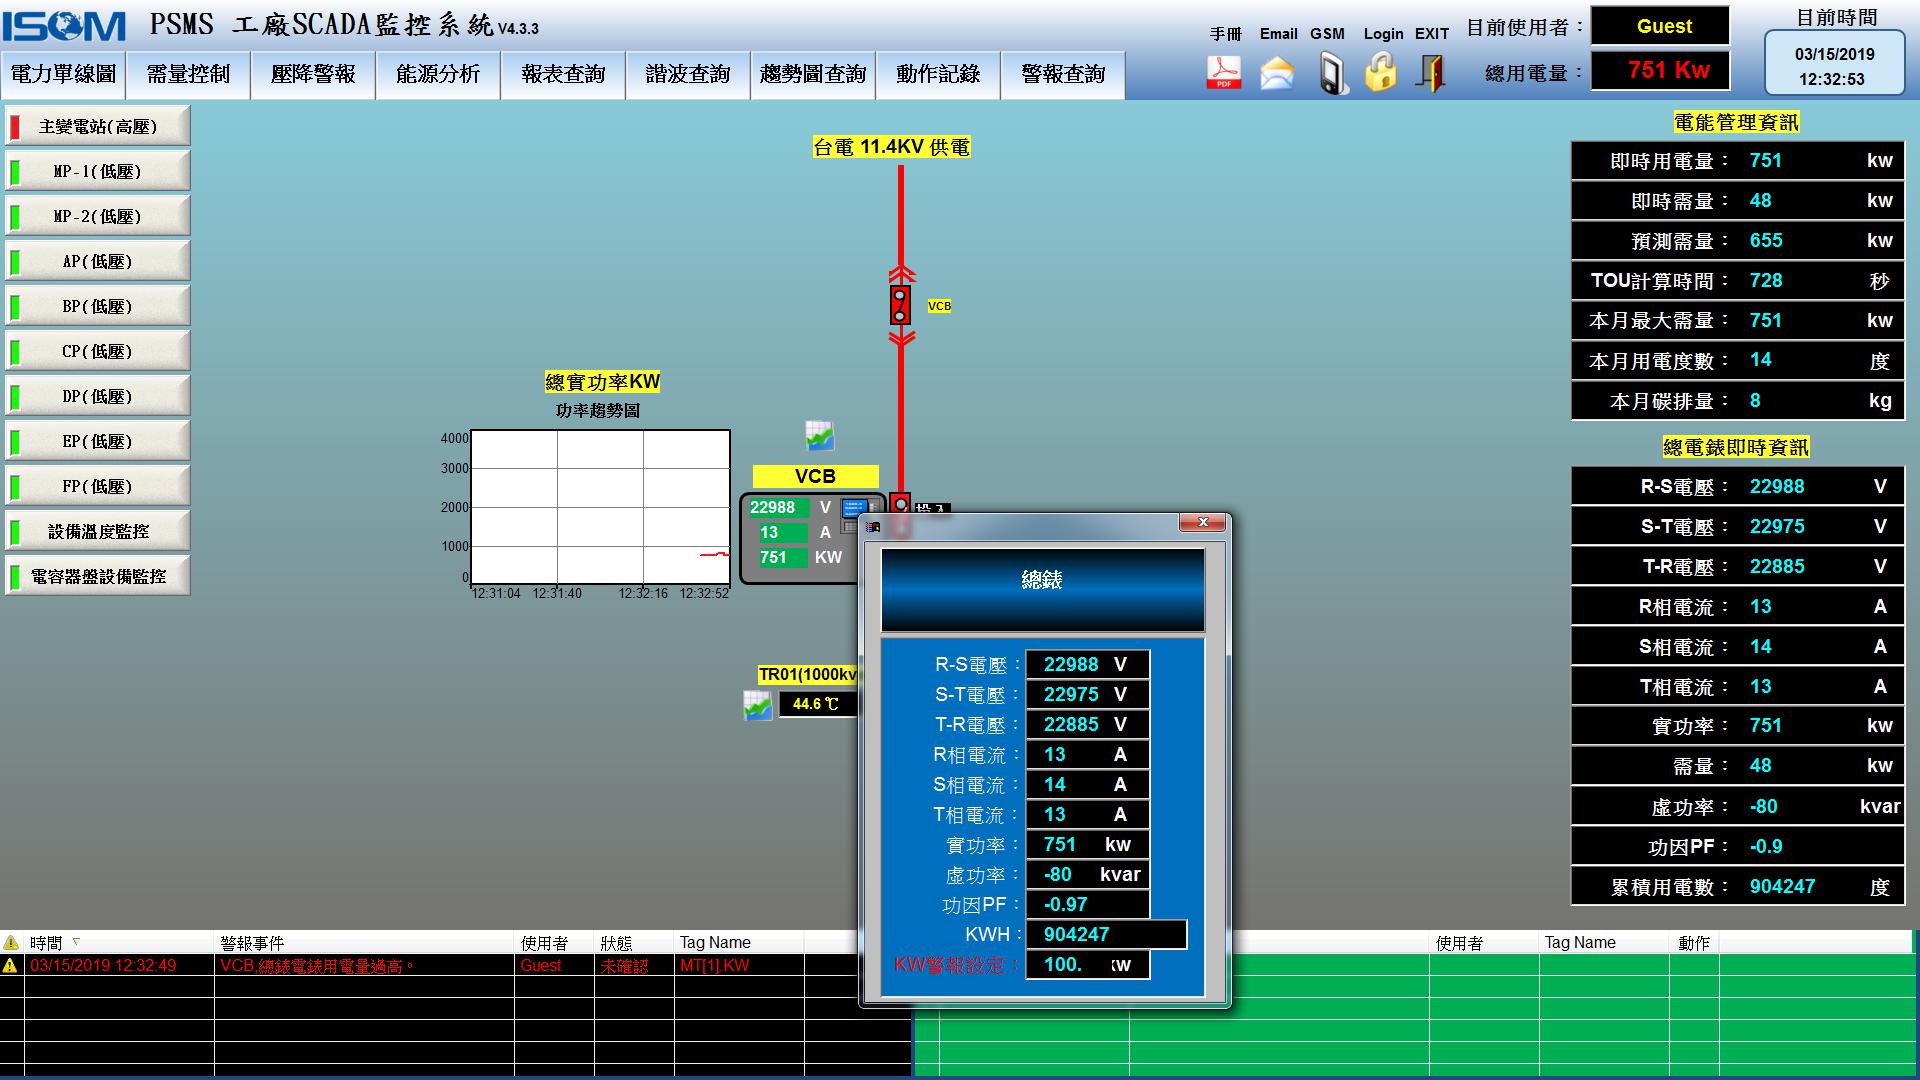 ISOM PSMS 工廠SCADA監控系統 V4.3.3
手冊 Email GSM Login EXIT
目前使用者： Guest
總用電量： 751 Kw
目前時間
03/15/2019
12:32:53
電力單線圖 需量控制 壓降警報 能源分析 報表查詢 諧波查詢 趨勢圖查詢 動作記錄 警報查詢
PDF
主變電站(高壓)
MP-1(低壓)
MP-2(低壓)
AP(低壓)
BP(低壓)
CP(低壓)
DP(低壓)
EP(低壓)
FP(低壓)
設備溫度監控
電容器盤設備監控
台電 11.4KV 供電
VCB
總實功率KW
功率趨勢圖
4000
3000
2000
1000
0
12:31:04 12:31:40 12:32:16 12:32:52
VCB
22988 V
13 A
751 KW
投入
TR01(1000kv
44.6 ℃
總錶
R-S電壓： 22988 V
S-T電壓： 22975 V
T-R電壓： 22885 V
R相電流： 13 A
S相電流： 14 A
T相電流： 13 A
實功率： 751 kw
虛功率： -80 kvar
功因PF： -0.97
KWH： 904247
KW警報設定： 100. kw
電能管理資訊
即時用電量： 751 kw
即時需量： 48 kw
預測需量： 655 kw
TOU計算時間： 728 秒
本月最大需量： 751 kw
本月用電度數： 14 度
本月碳排量： 8 kg
總電錶即時資訊
R-S電壓： 22988 V
S-T電壓： 22975 V
T-R電壓： 22885 V
R相電流： 13 A
S相電流： 14 A
T相電流： 13 A
實功率： 751 kw
需量： 48 kw
虛功率： -80 kvar
功因PF： -0.9
累積用電數： 904247 度
時間 警報事件 使用者 狀態 Tag Name
03/15/2019 12:32:49 VCB,總錶電錶用電量過高。 Guest 未確認 MT[1].KW
使用者 Tag Name 動作